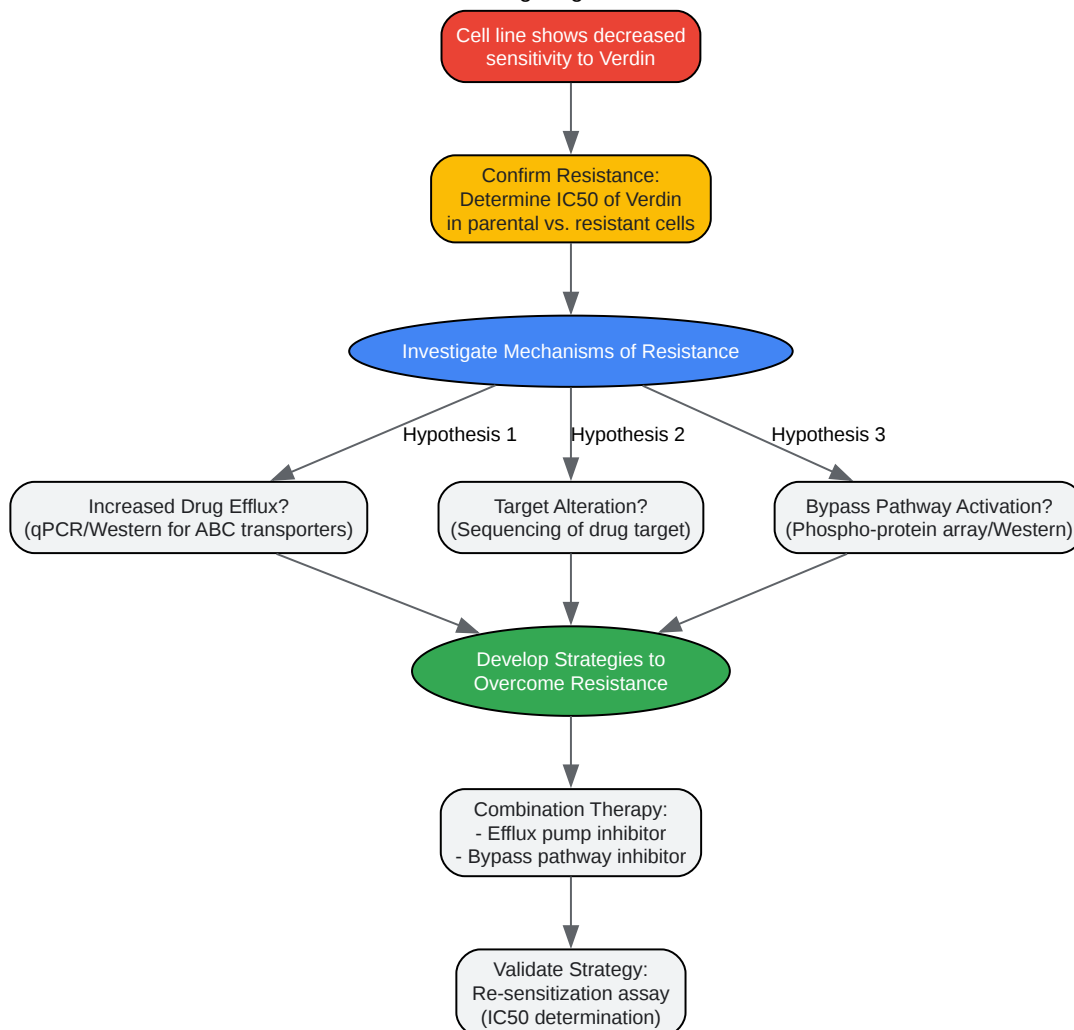 Cell line shows decreased
sensitivity to Verdin
Confirm Resistance:
Determine IC50 of Verdin
in parental vs. resistant cells
Investigate Mechanisms of Resistance
Hypothesis 1
Hypothesis 2
Hypothesis 3
Increased Drug Efflux?
(qPCR/Western for ABC transporters)
Target Alteration?
(Sequencing of drug target)
Bypass Pathway Activation?
(Phospho-protein array/Western)
Develop Strategies to
Overcome Resistance
Combination Therapy:
- Efflux pump inhibitor
- Bypass pathway inhibitor
Validate Strategy:
Re-sensitization assay
(IC50 determination)